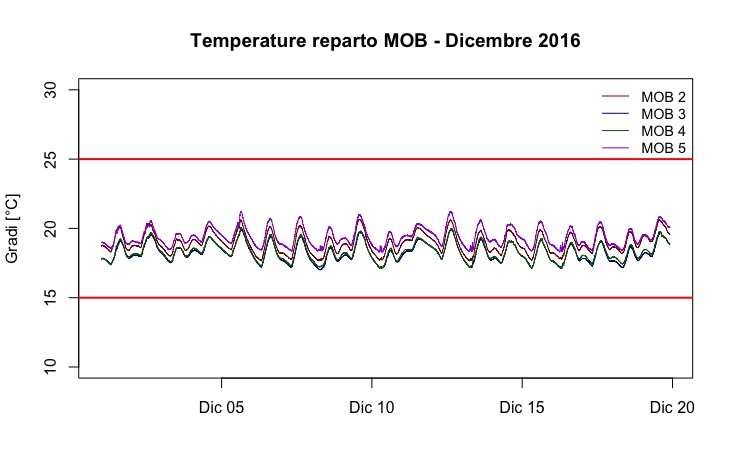 Temperature reparto MOB - Dicembre 2016
Gradi [°C]
30
25
20
15
10
MOB 2
MOB 3
MOB 4
MOB 5
Dic 05
Dic 10
Dic 15
Dic 20